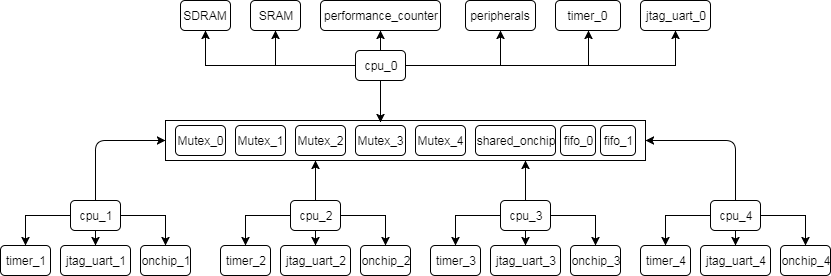 SDRAM SRAM performance_counter peripherals timer_0 jtag_uart_0
cpu_0
Mutex_0 Mutex_1 Mutex_2 Mutex_3 Mutex_4 shared_onchip fifo_0 fifo_1
cpu_1 cpu_2 cpu_3 cpu_4
timer_1 jtag_uart_1 onchip_1 timer_2 jtag_uart_2 onchip_2 timer_3 jtag_uart_3 onchip_3 timer_4 jtag_uart_4 onchip_4